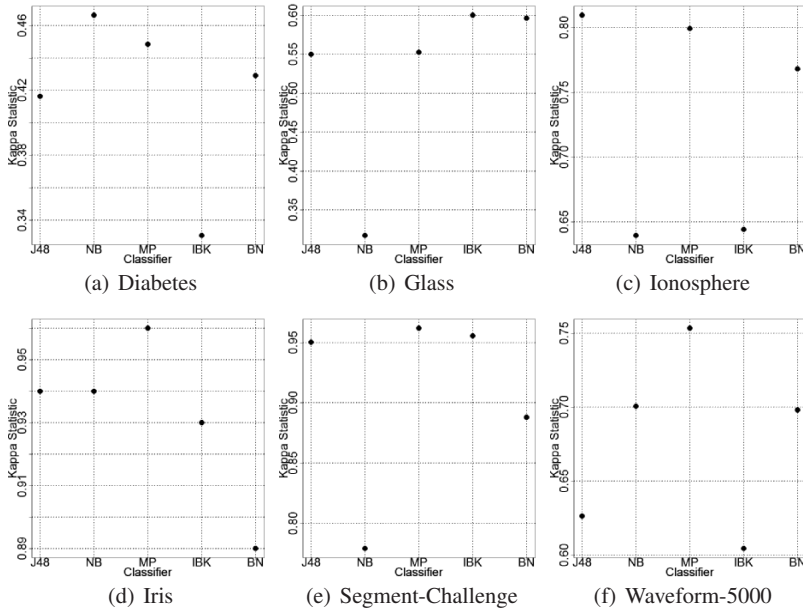 Kappa Statistic
0.34 0.38 0.42 0.46
J48 NB MP IBK BN
Classifier
(a) Diabetes
Kappa Statistic
0.35 0.40 0.45 0.50 0.55 0.60
J48 NB MP IBK BN
Classifier
(b) Glass
Kappa Statistic
0.65 0.70 0.75 0.80
J48 NB MP IBK BN
Classifier
(c) Ionosphere
Kappa Statistic
0.89 0.91 0.93 0.95
J48 NB MP IBK BN
Classifier
(d) Iris
Kappa Statistic
0.80 0.85 0.90 0.95
J48 NB MP IBK BN
Classifier
(e) Segment-Challenge
Kappa Statistic
0.60 0.65 0.70 0.75
J48 NB MP IBK BN
Classifier
(f) Waveform-5000